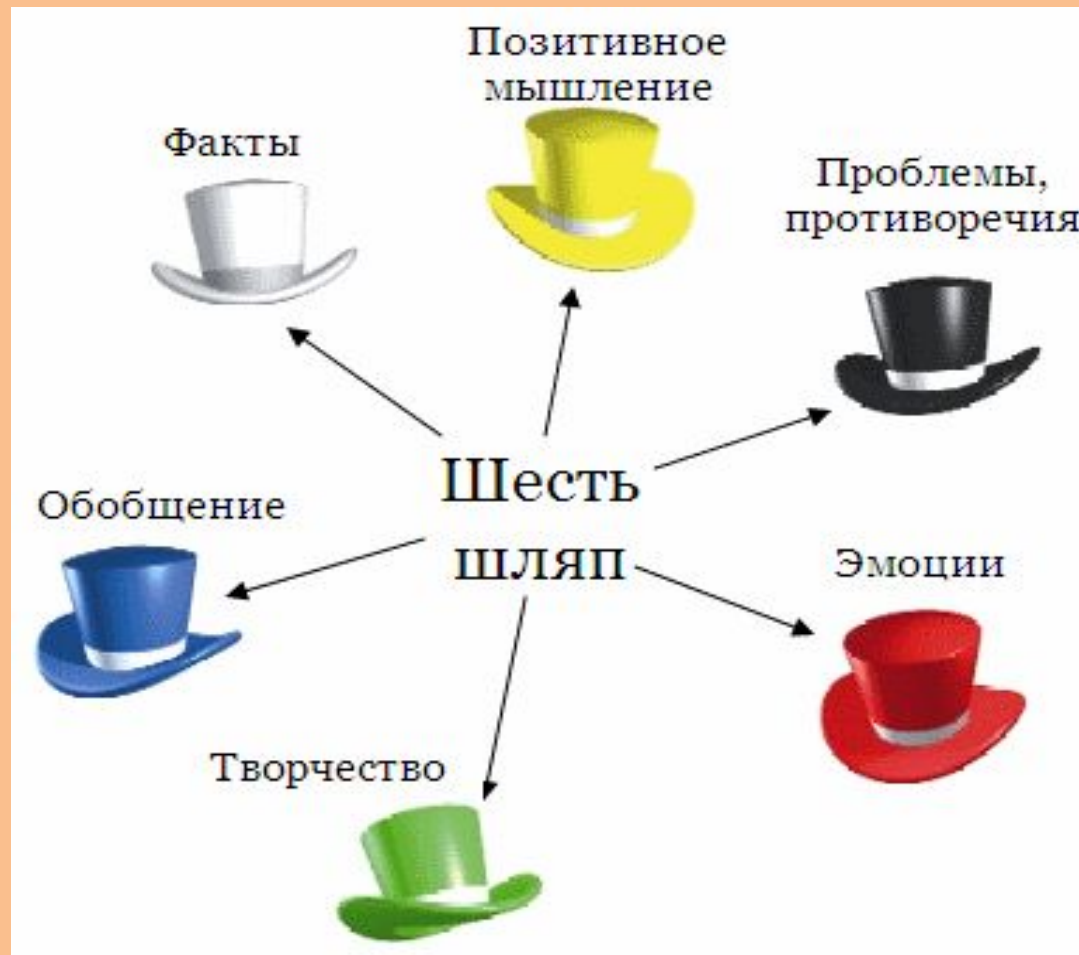 Позитивное
мышление
Факты
Проблемы,
противоречия
Шесть
шляп
Обобщение
Эмоции
Творчество